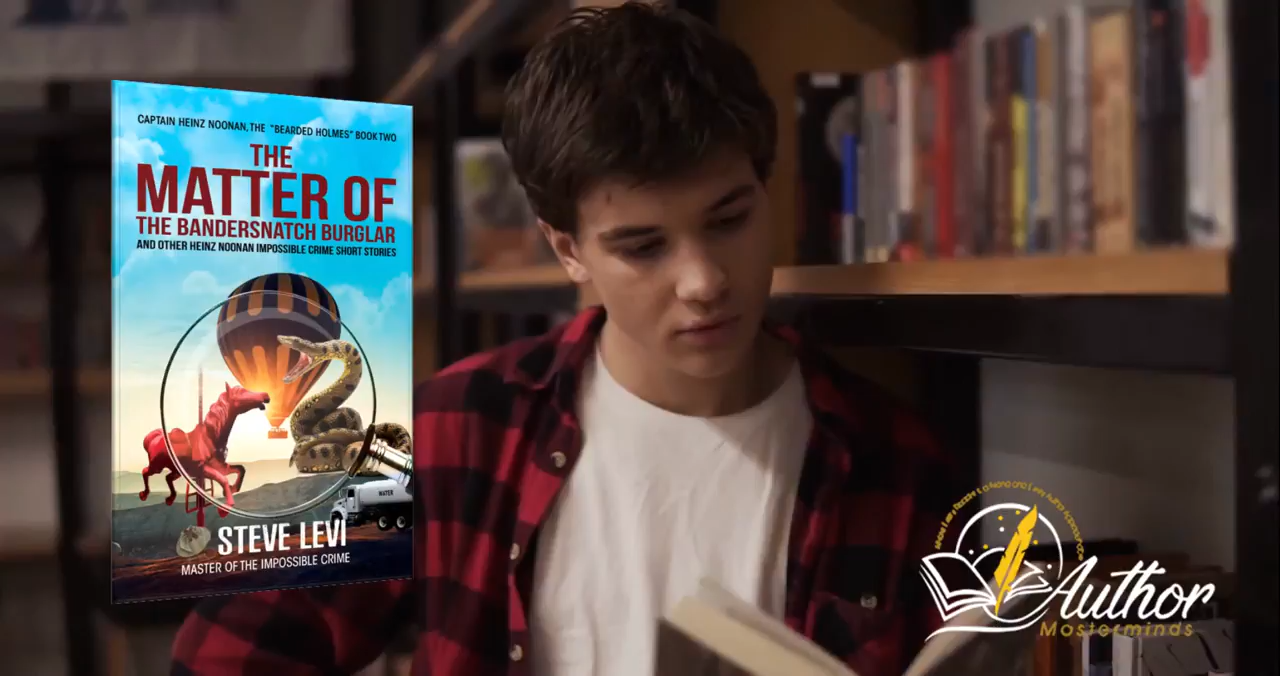 CAPTAIN HEINZ NOONAN, THE "BEARDED HOLMES" BOOK TWO
THE
MATTER OF
THE BANDERSNATCH BURGLAR
AND OTHER HEINZ NOONAN IMPOSSIBLE CRIME SHORT STORIES
WATER
STEVE LEVI
MASTER OF THE IMPOSSIBLE CRIME
Author
Masterminds